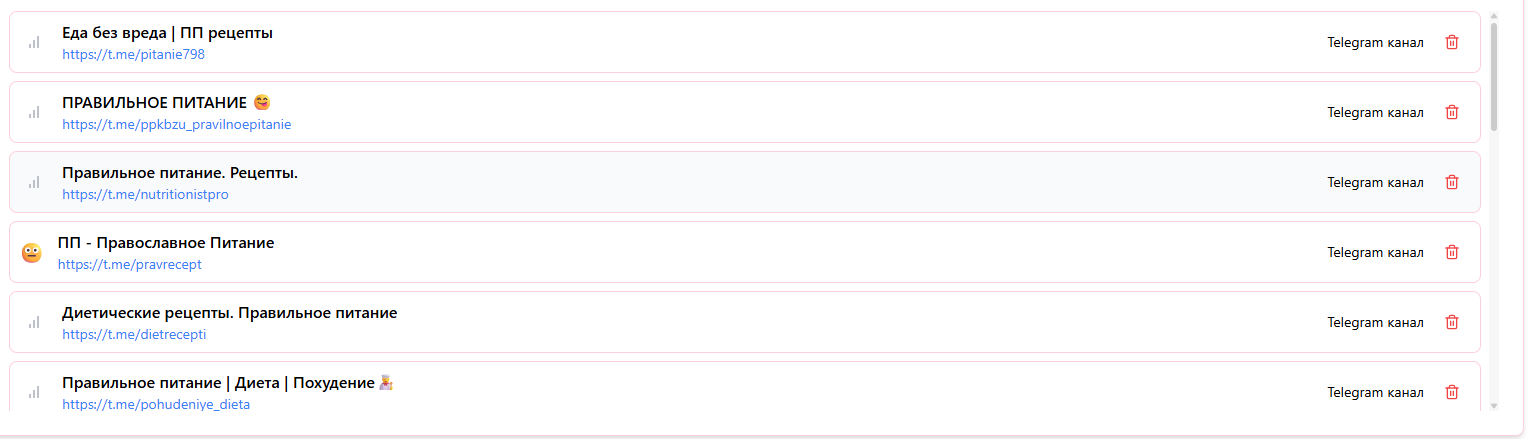 Еда без вреда | ПП рецепты
https://t.me/pitanie798
Telegram канал
ПРАВИЛЬНОЕ ПИТАНИЕ 😋
https://t.me/ppkbzu_pravilnoepitanie
Telegram канал
Правильное питание. Рецепты.
https://t.me/nutritionistpro
Telegram канал
ПП - Православное Питание
https://t.me/pravrecept
Telegram канал
Диетические рецепты. Правильное питание
https://t.me/dietrecepti
Telegram канал
Правильное питание | Диета | Похудение
https://t.me/pohudeniye_dieta
Telegram канал